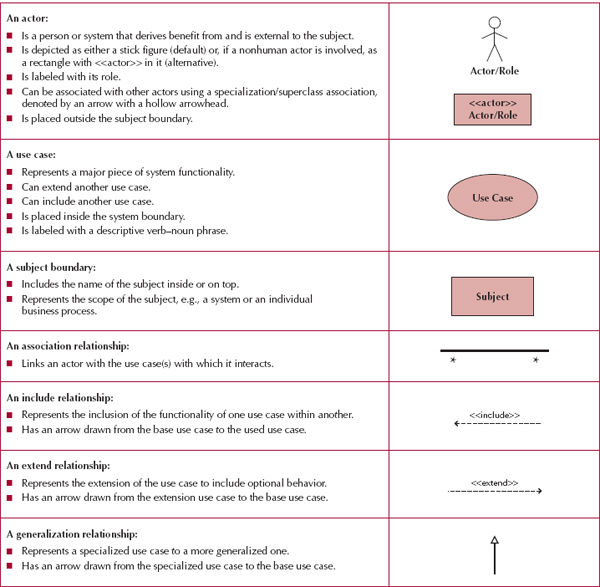 An actor:
■ Is a person or system that derives benefit from and is external to the subject.
■ Is depicted as either a stick figure (default) or, if a nonhuman actor is involved, as
a rectangle with <<actor>> in it (alternative).
■ Is labeled with its role.
■ Can be associated with other actors using a specialization/superclass association,
denoted by an arrow with a hollow arrowhead.
■ Is placed outside the subject boundary.
Actor/Role
<<actor>>
Actor/Role
A use case:
■ Represents a major piece of system functionality.
■ Can extend another use case.
■ Can include another use case.
■ Is placed inside the system boundary.
■ Is labeled with a descriptive verb–noun phrase.
Use Case
A subject boundary:
■ Includes the name of the subject inside or on top.
■ Represents the scope of the subject, e.g., a system or an individual
business process.
Subject
An association relationship:
■ Links an actor with the use case(s) with which it interacts.
* *
An include relationship:
■ Represents the inclusion of the functionality of one use case within another.
■ Has an arrow drawn from the base use case to the used use case.
<<include>>
An extend relationship:
■ Represents the extension of the use case to include optional behavior.
■ Has an arrow drawn from the extension use case to the base use case.
<<extend>>
A generalization relationship:
■ Represents a specialized use case to a more generalized one.
■ Has an arrow drawn from the specialized use case to the base use case.